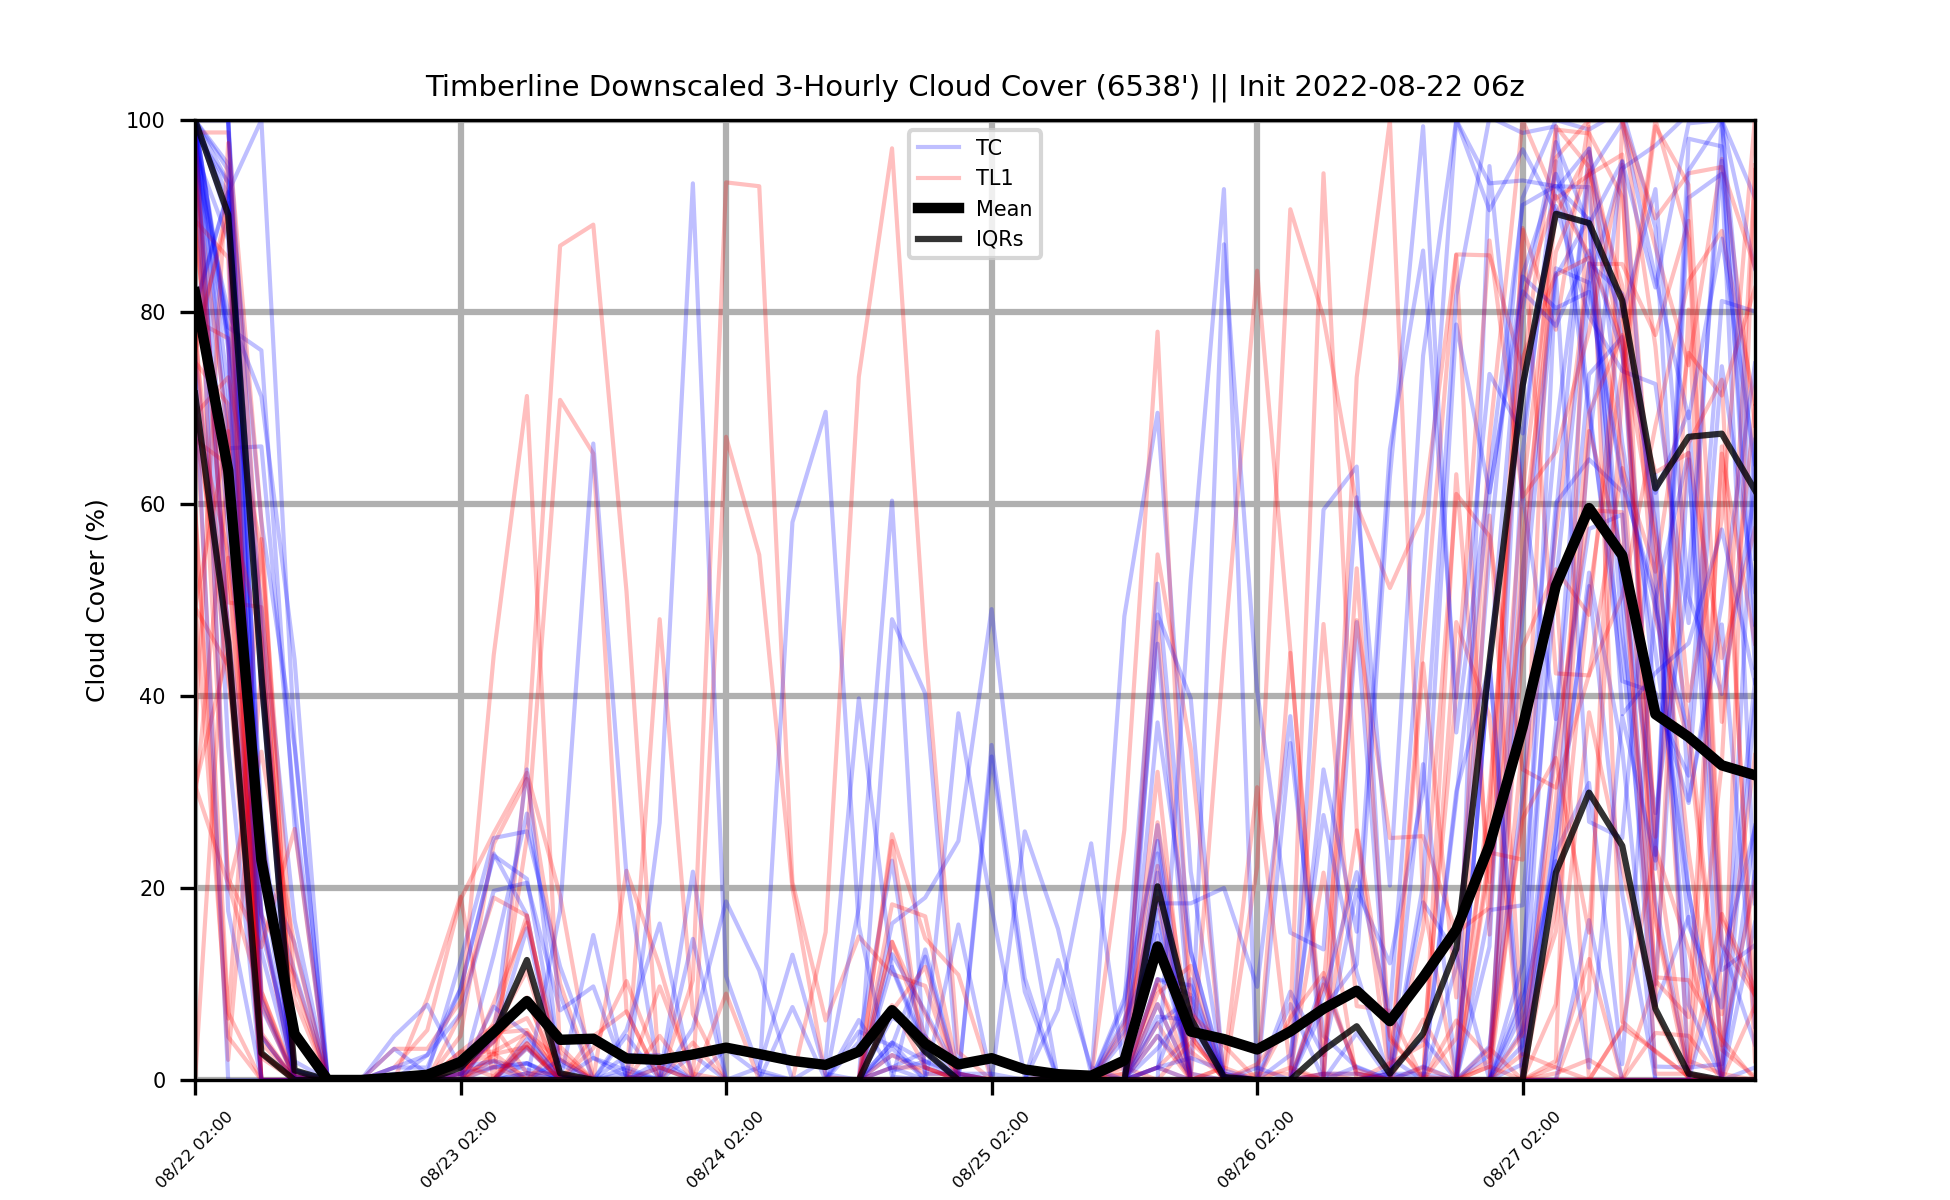 Timberline Downscaled 3-Hourly Cloud Cover (6538') || Init 2022-08-22 06z
100
80
60
40
20
0
Cloud Cover (%)
TC
TL1
Mean
IQRs
08/22 02:00
08/23 02:00
08/24 02:00
08/25 02:00
08/26 02:00
08/27 02:00